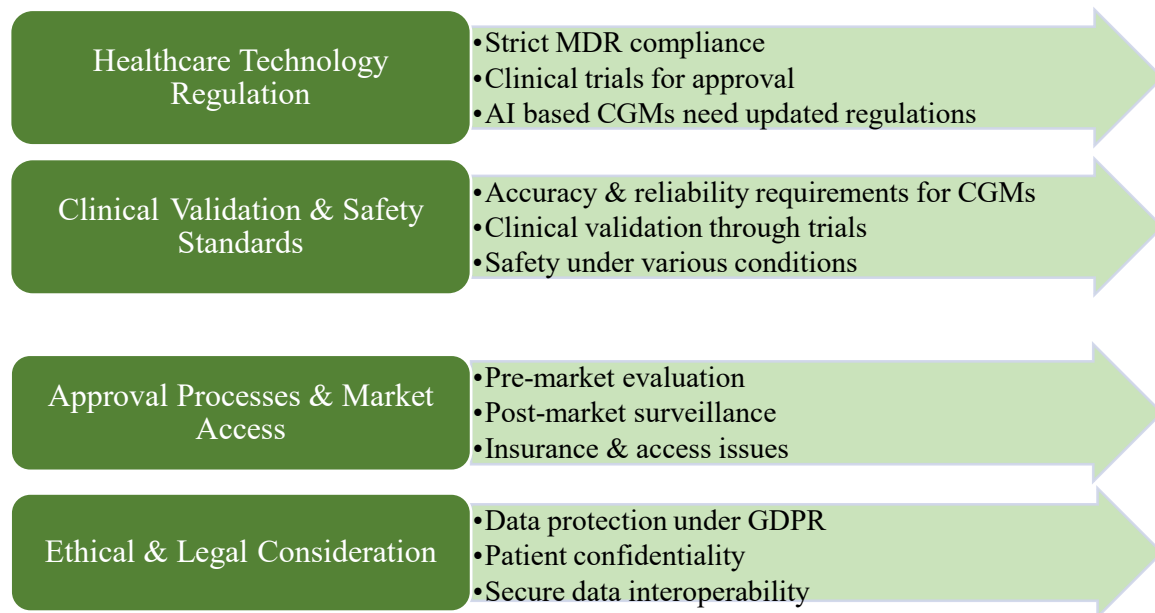 Healthcare Technology
Regulation
•Strict MDR compliance
•Clinical trials for approval
•AI based CGMs need updated regulations
Clinical Validation & Safety
Standards
•Accuracy & reliability requirements for CGMs
•Clinical validation through trials
•Safety under various conditions
Approval Processes & Market
Access
•Pre-market evaluation
•Post-market surveillance
•Insurance & access issues
Ethical & Legal Consideration
•Data protection under GDPR
•Patient confidentiality
•Secure data interoperability